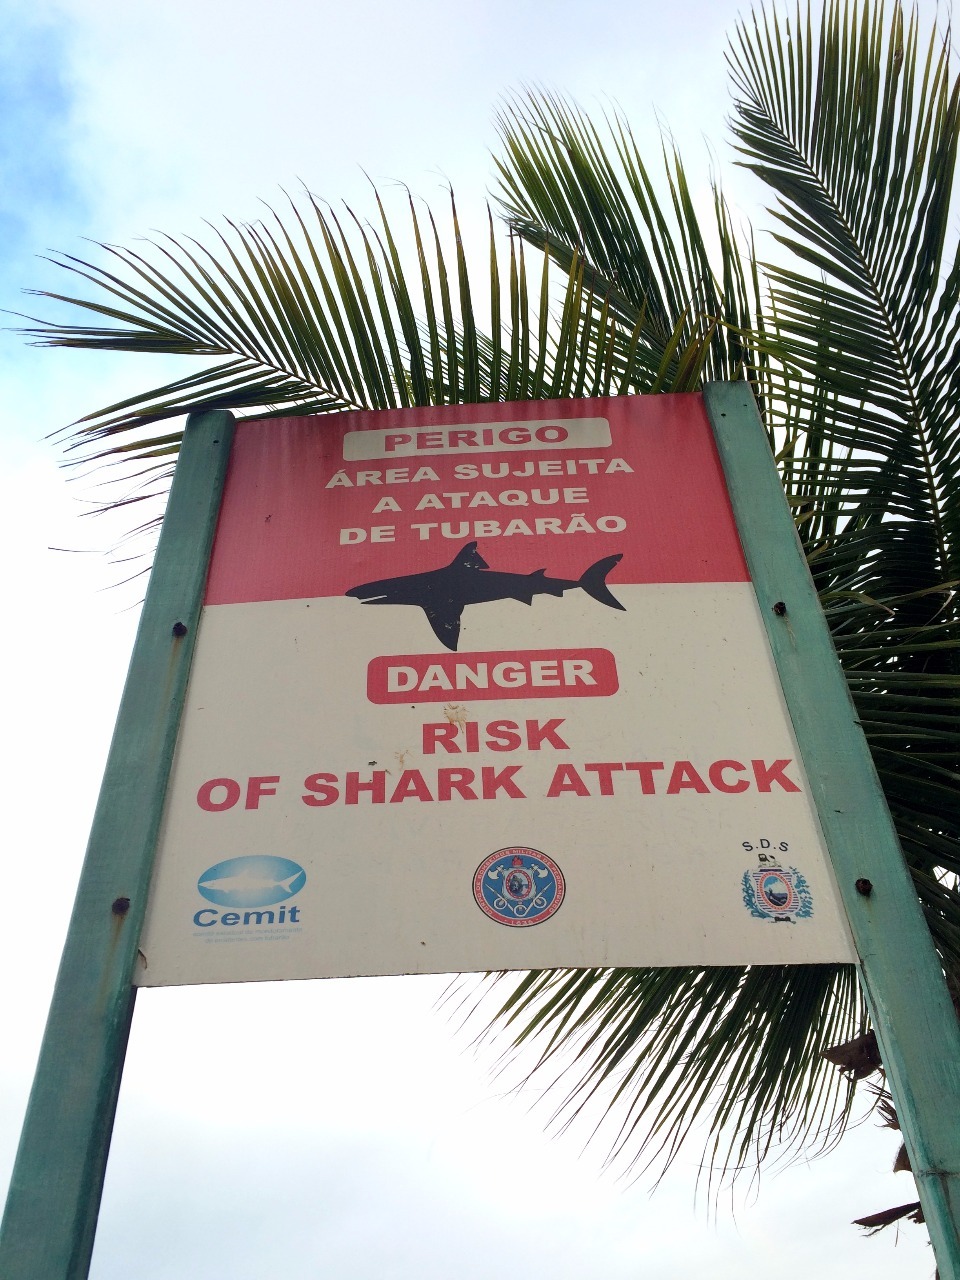 PERIGO
ÁREA SUJEITA
A ATAQUE
DE TUBARÃO
DANGER
RISK
OF SHARK ATTACK
Cemit
S.D.S